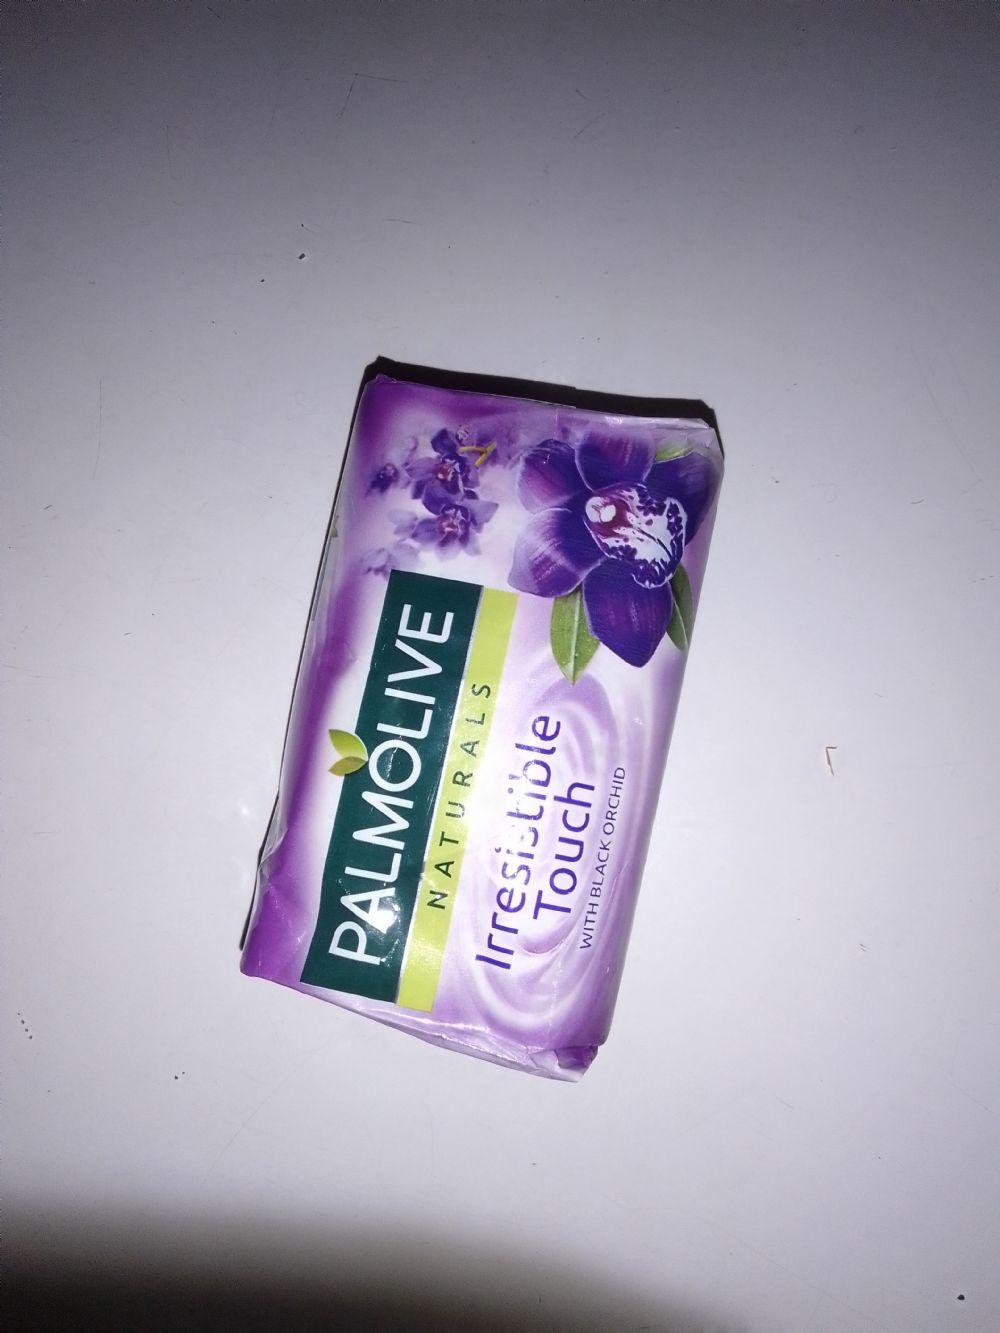 PALMOLIVE
NATURALS
Irresistible
Touch
WITH BLACK ORCHID